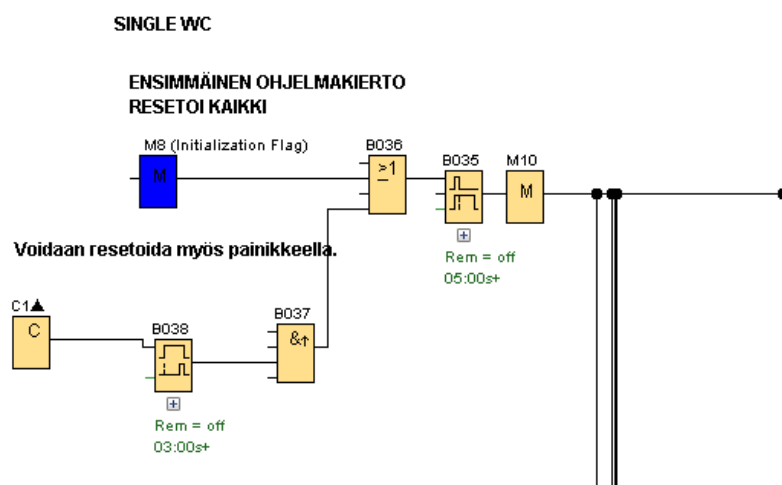 SINGLE WC
ENSIMMÄINEN OHJELMAKIERTO
RESETOI KAIKKI
M8 (Initialization Flag)
B036
B035
M10
M
≥1
M
Voidaan resetoida myös painikkeella.
Rem = off
05:00s+
C1▲
B038
B037
C
&↑
Rem = off
03:00s+